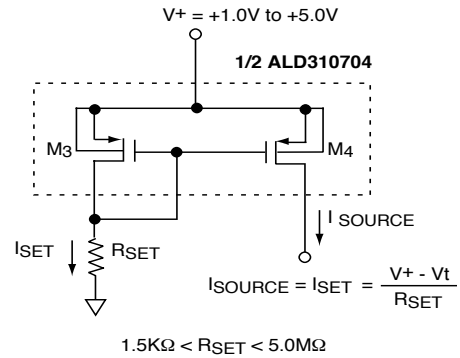 V+ = +1.0V to +5.0V
1/2 ALD310704
M3
M4
I SOURCE
ISET
RSET
ISOURCE = ISET = V+ - Vt
RSET
1.5KΩ < RSET < 5.0MΩ